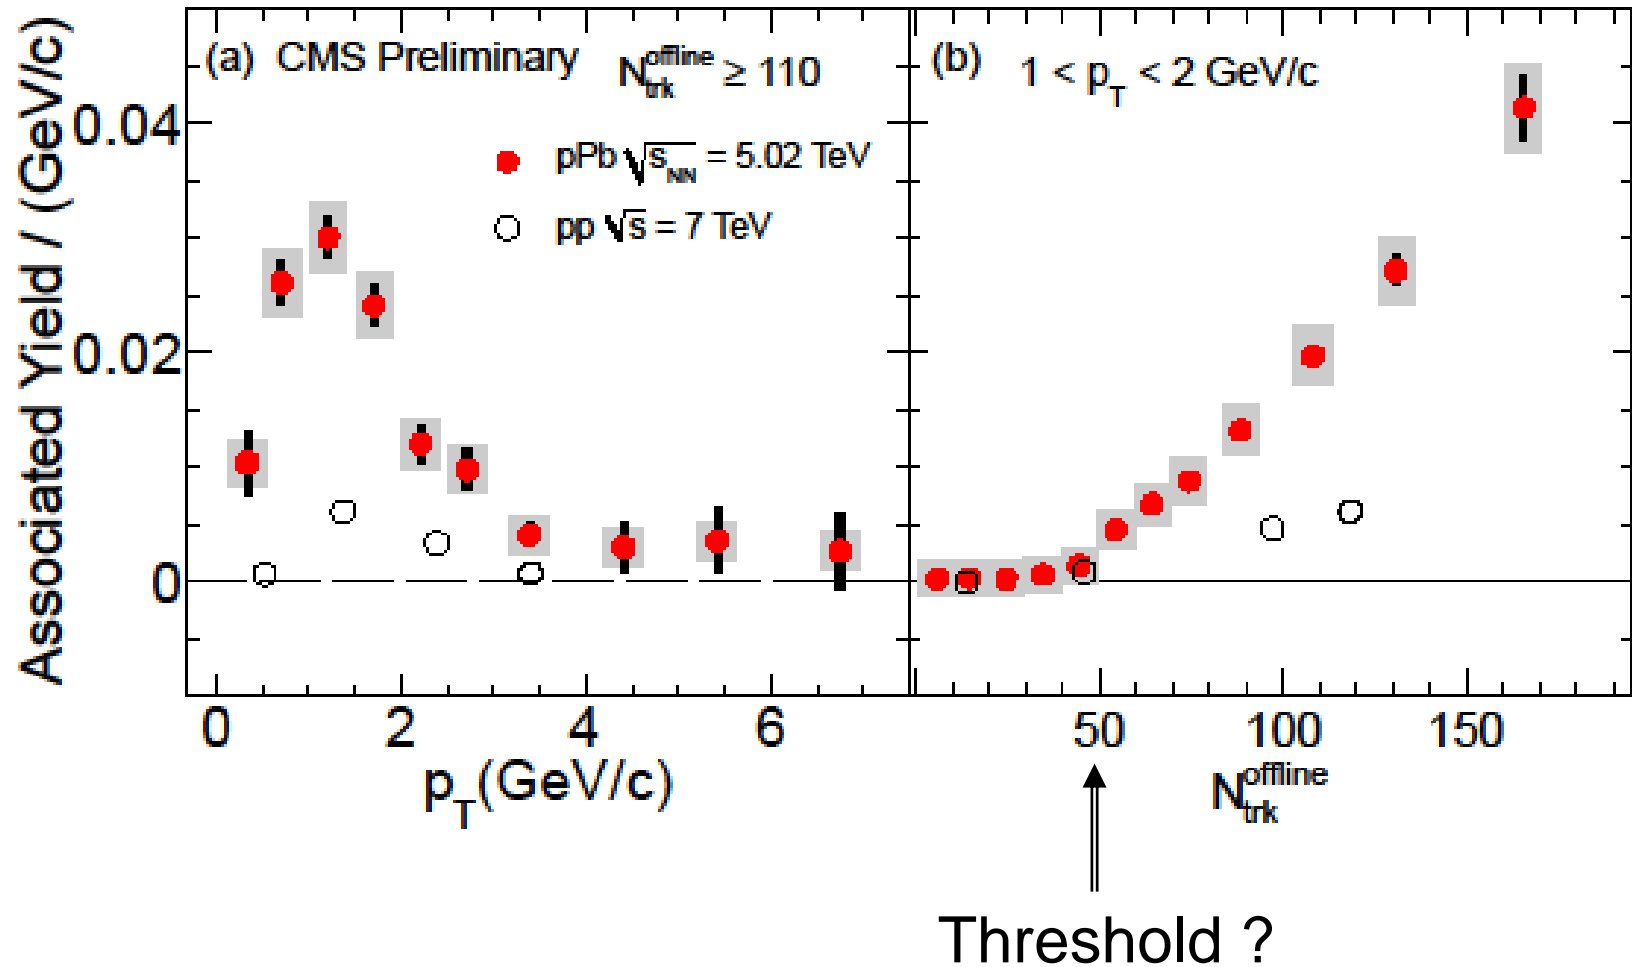 (a) CMS Preliminary
N_trk^offline ≥ 110
pPb √s_NN = 5.02 TeV
pp √s = 7 TeV
(b) 1 < p_T < 2 GeV/c
Associated Yield / (GeV/c)
0.04
0.02
0
0 2 4 6
p_T(GeV/c)
50 100 150
N_trk^offline
Threshold ?